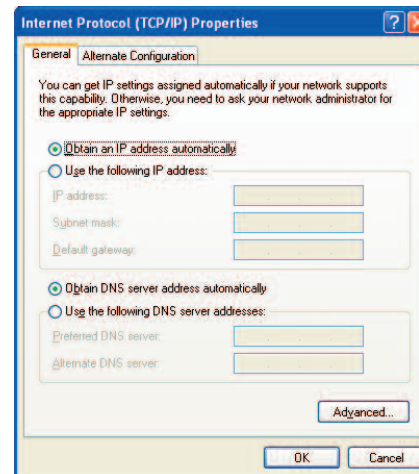 Internet Protocol (TCP/IP) Properties
General
Alternate Configuration
You can get IP settings assigned automatically if your network supports
this capability. Otherwise, you need to ask your network administrator for
the appropriate IP settings.
Obtain an IP address automatically
Use the following IP address:
IP address:
Subnet mask:
Default gateway:
Obtain DNS server address automatically
Use the following DNS server addresses:
Preferred DNS server:
Alternate DNS server:
Advanced...
OK
Cancel